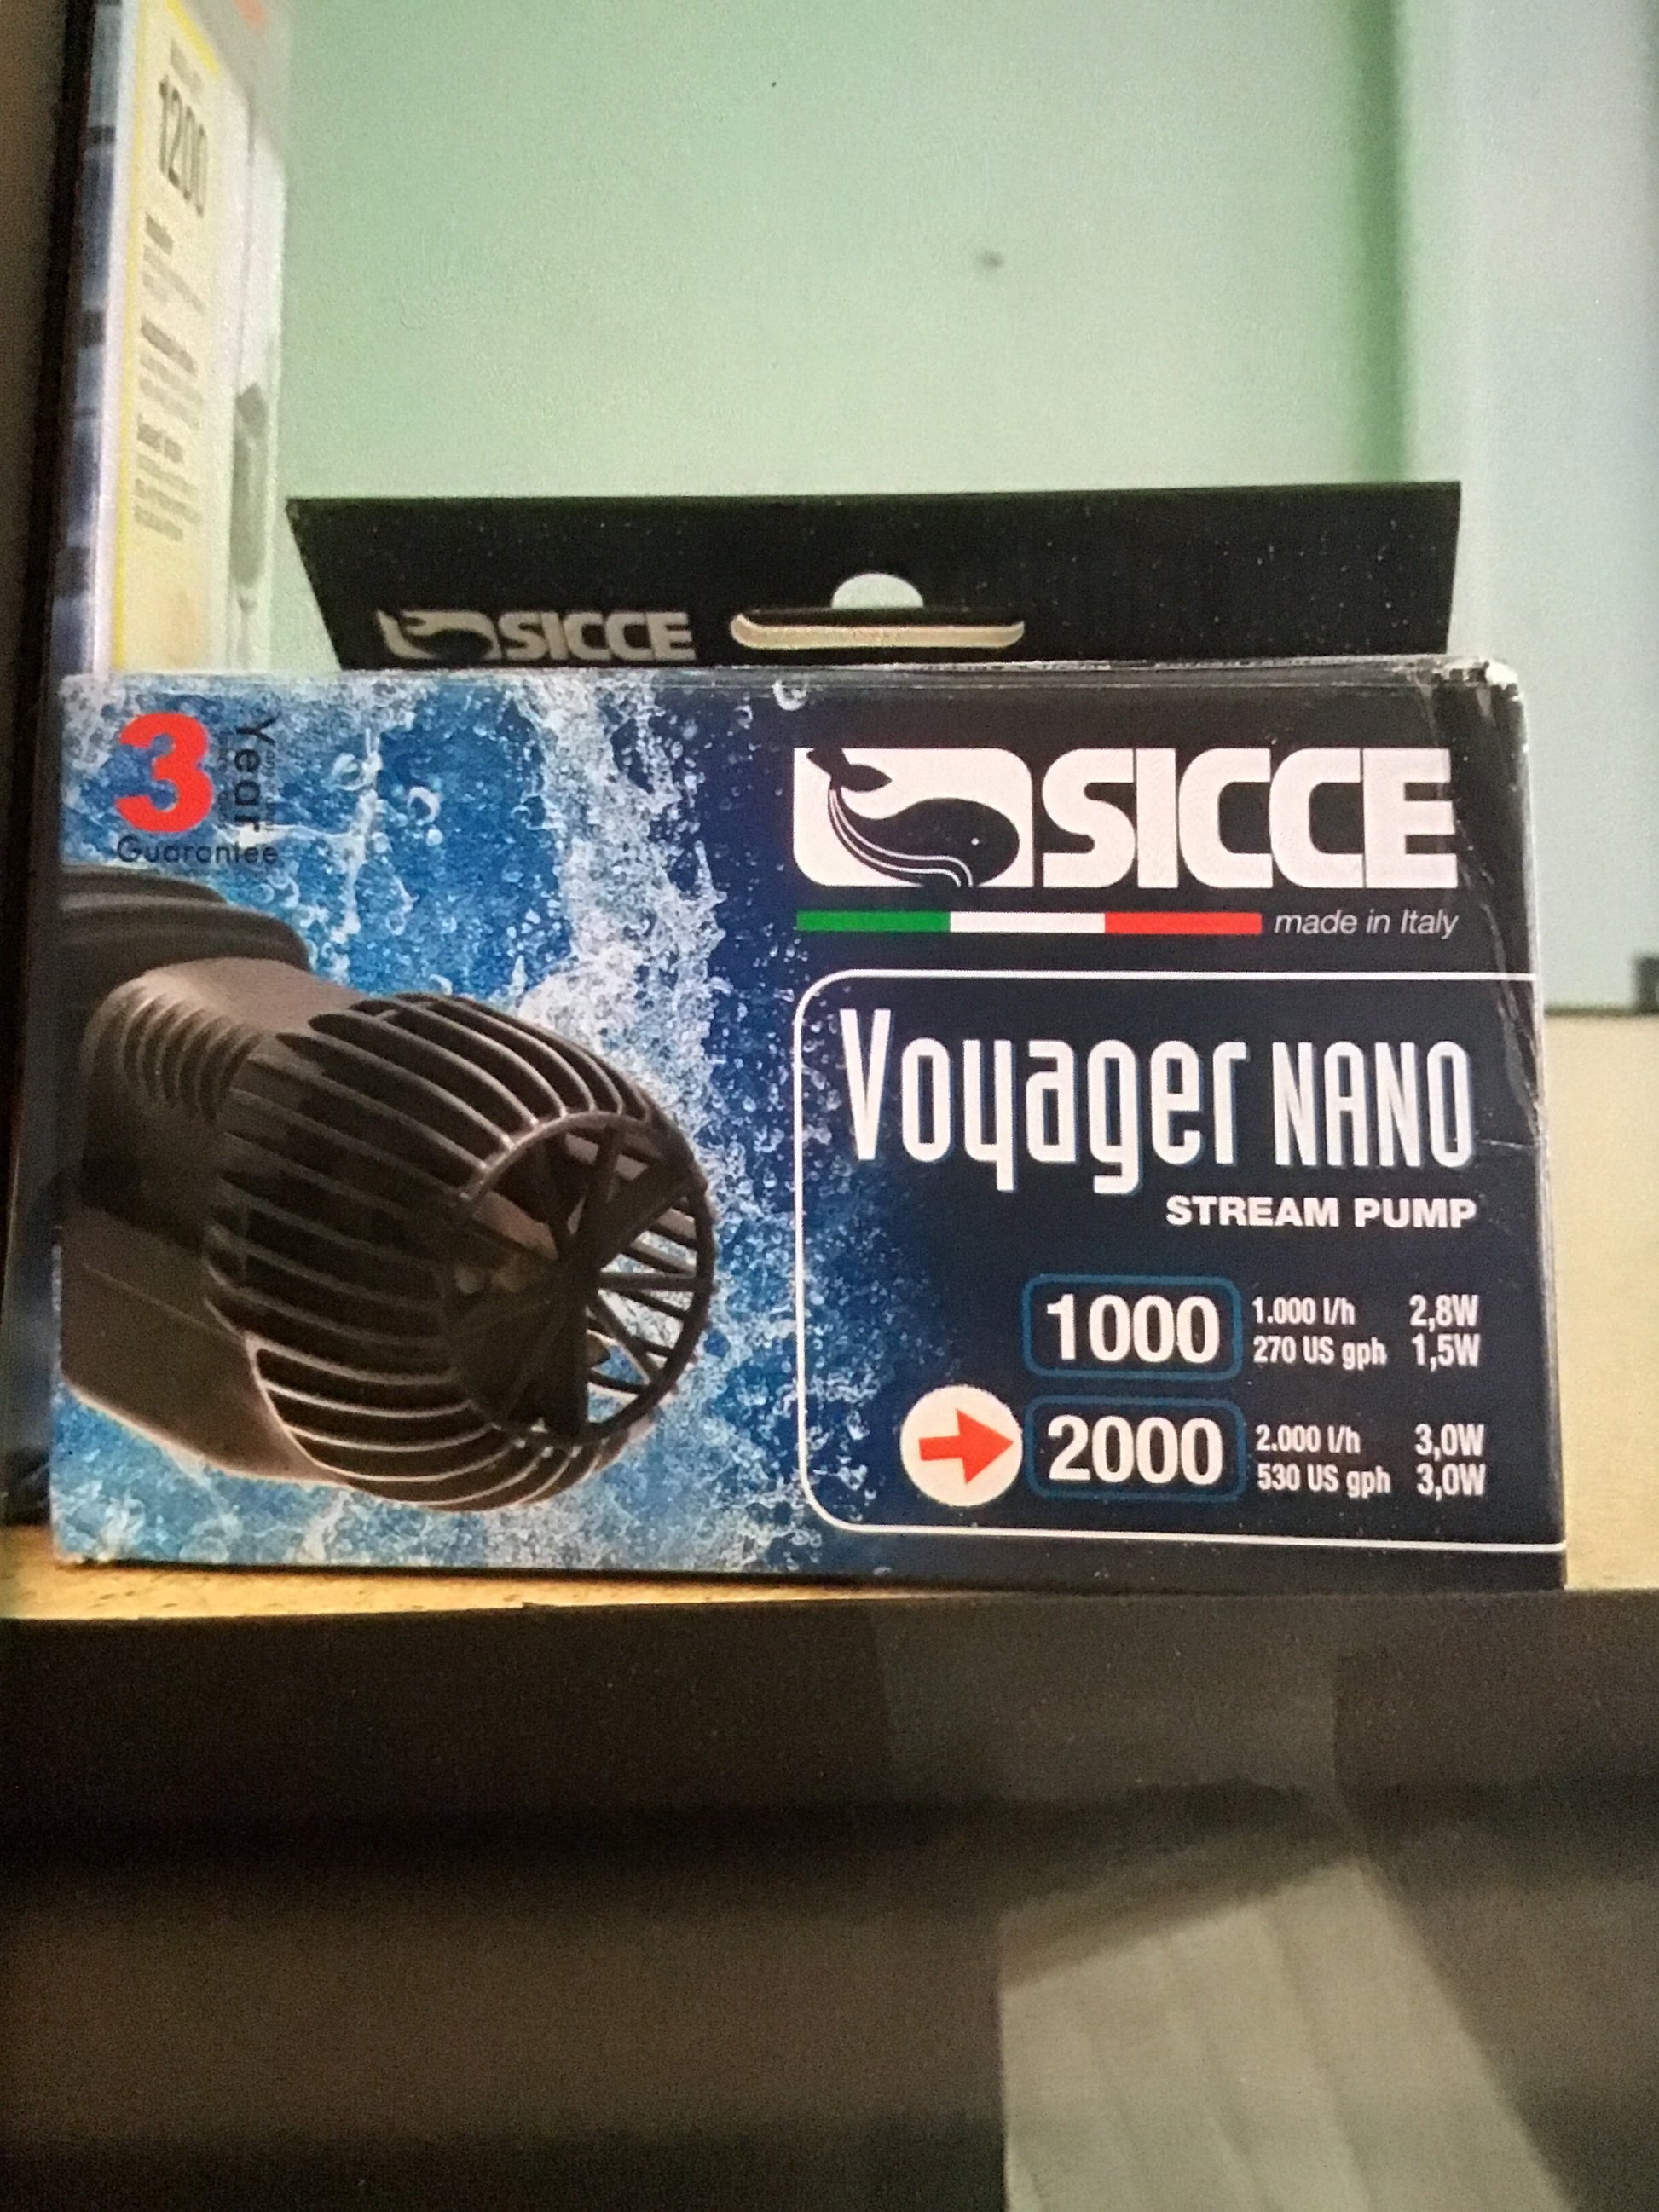 1200
SICCE
3
Year
Guarantee
SICCE
made in Italy
Voyager NANO
STREAM PUMP
1000 1.000 l/h 2,8W
270 US gph 1,5W
2000 2.000 l/h 3,0W
530 US gph 3,0W